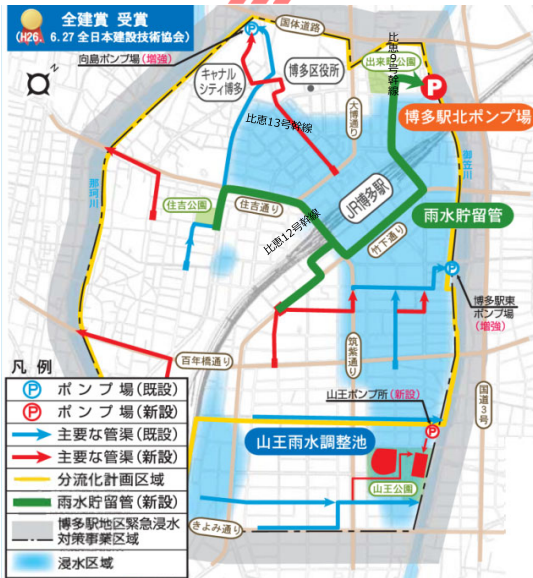 全建賞 受賞
(H26. 6.27 全日本建設技術協会)
国体道路
向島ポンプ場(増強)
N
キャナル
シティ博多
博多区役所
出来町公園
比恵9号幹線
P
博多駅北ポンプ場
大博通り
比恵13号幹線
御笠川
那珂川
JR博多駅
住吉公園
住吉通り
雨水貯留管
比恵12号幹線
竹下通り
P
博多駅東
ポンプ場
(増強)
筑紫通り
百年橋通り
国道3号
山王ポンプ所(新設)
P
山王雨水調整池
山王公園
きよみ通り
凡例
P ポンプ場(既設)
P ポンプ場(新設)
主要な管渠(既設)
主要な管渠(新設)
分流化計画区域
雨水貯留管(新設)
博多駅地区緊急浸水
対策事業区域
浸水区域